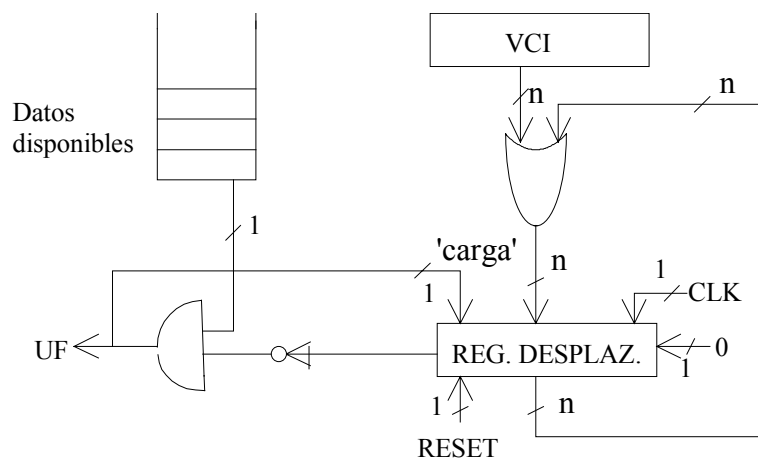 VCI
n
n
Datos
disponibles
1
'carga'
n
1
1
CLK
UF
REG. DESPLAZ.
0
1
1
n
RESET